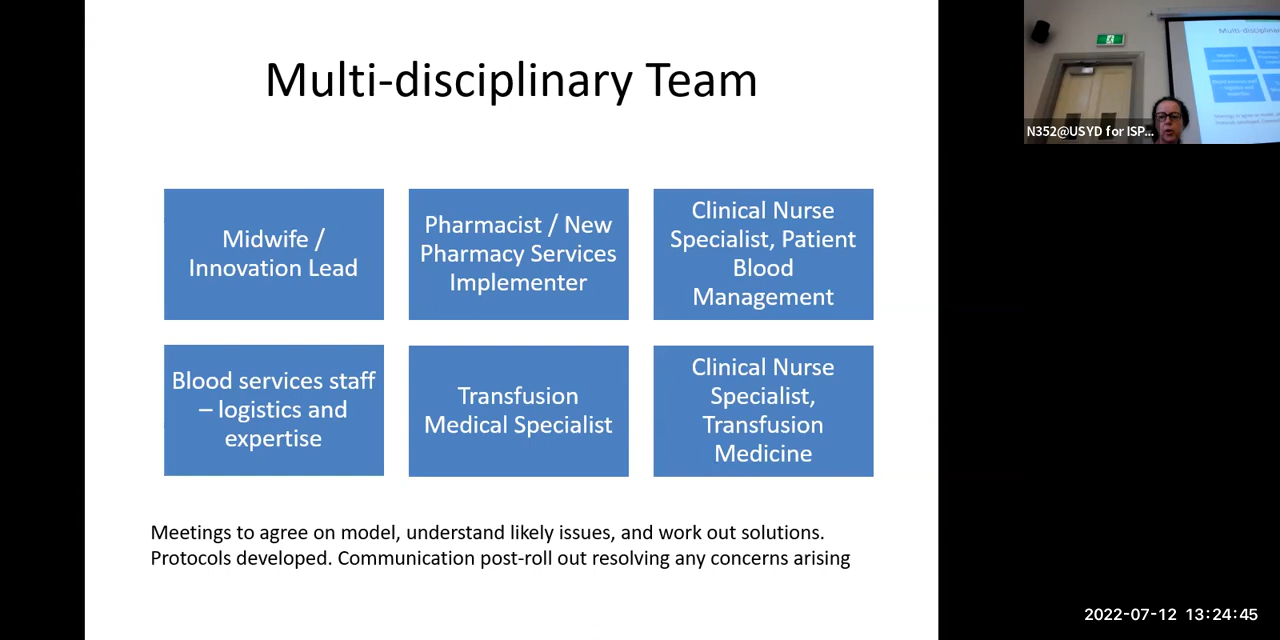 Multi-disciplinary Team
Midwife /
Innovation Lead
Pharmacist / New
Pharmacy Services
Implementer
Clinical Nurse
Specialist, Patient
Blood
Management
Blood services staff
– logistics and
expertise
Transfusion
Medical Specialist
Clinical Nurse
Specialist,
Transfusion
Medicine
Meetings to agree on model, understand likely issues, and work out solutions.
Protocols developed. Communication post-roll out resolving any concerns arising
N352@USYD for ISP...
2022-07-12 13:24:45